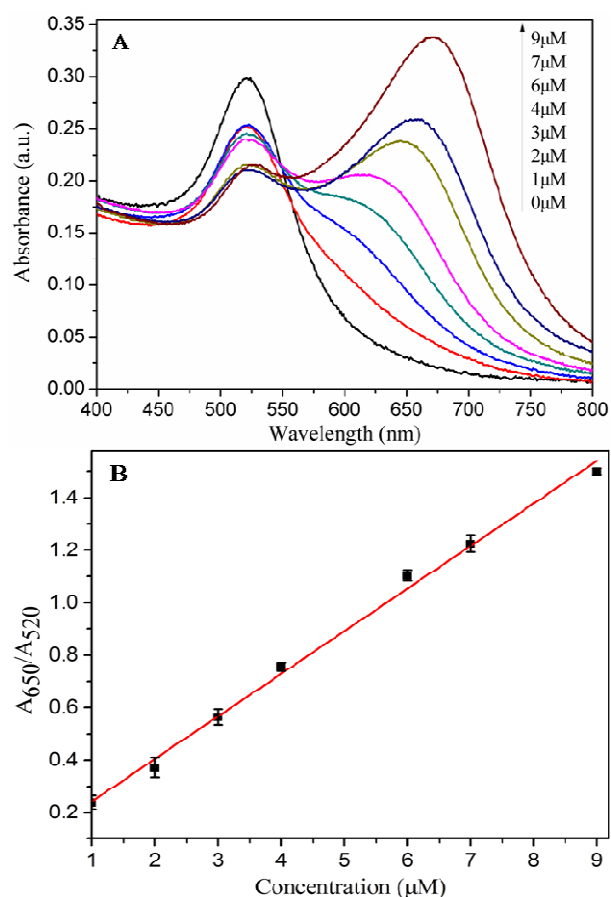 A
0.35
0.30
0.25
0.20
0.15
0.10
0.05
0.00
Absorbance (a.u.)
9μM
7μM
6μM
4μM
3μM
2μM
1μM
0μM
400 450 500 550 600 650 700 750 800
Wavelength (nm)
B
1.4
1.2
1.0
0.8
0.6
0.4
0.2
A650/A520
1 2 3 4 5 6 7 8 9
Concentration (μM)